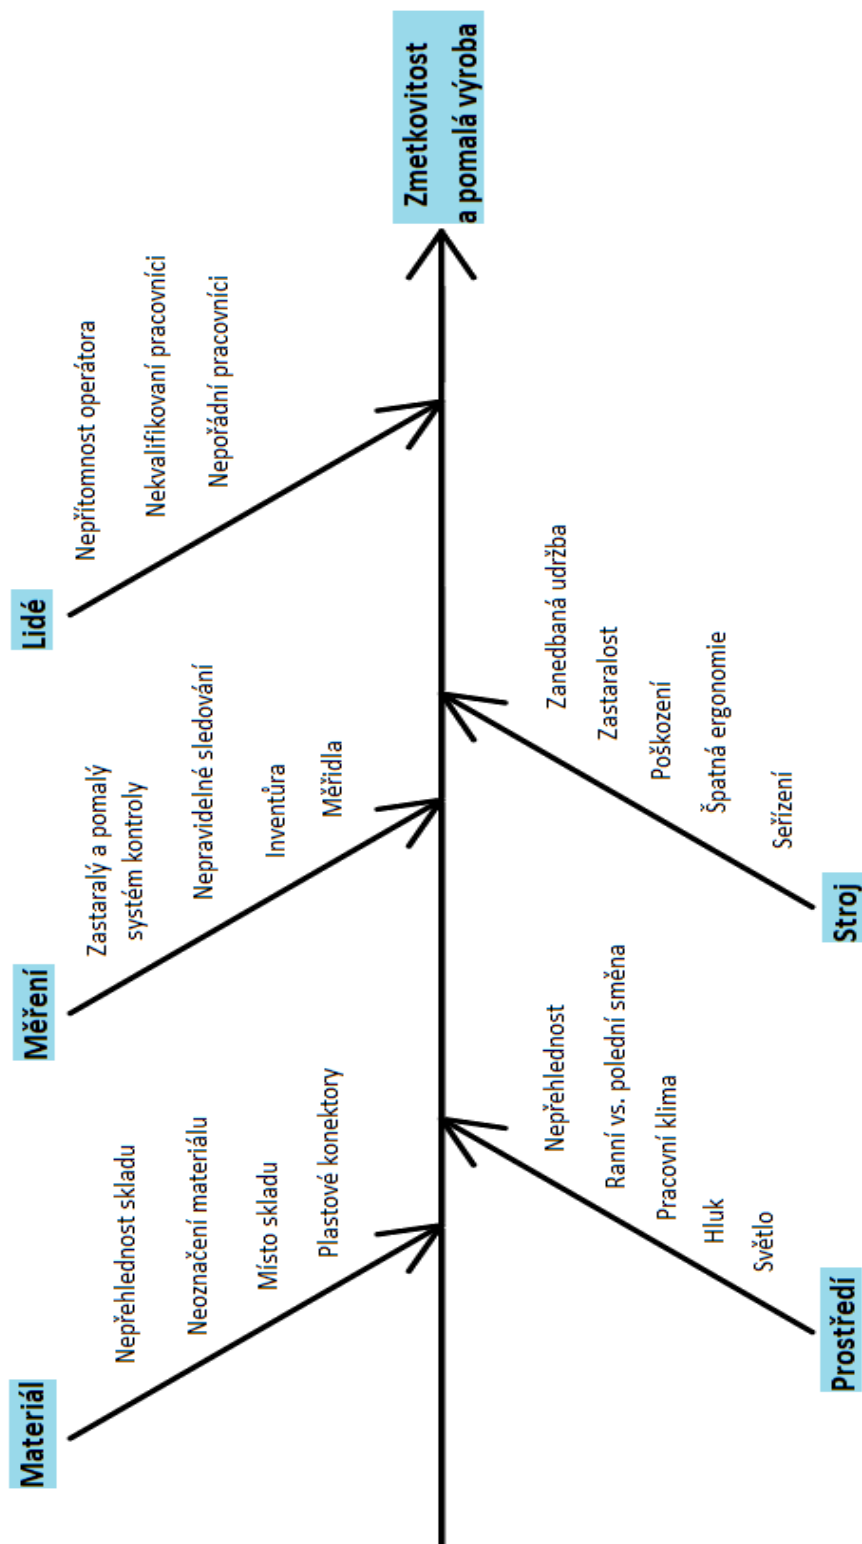 Materiál
Nepřehlednost skladu
Neoznačení materiálu
Místo skladu
Plastové konektory
Měření
Zastaralý a pomalý
systém kontroly
Nepravidelné sledování
Inventůra
Měřidla
Lidé
Nepřítomnost operátora
Nekvalifikovaní pracovníci
Nepořádní pracovníci
Zmetkovitost
a pomalá výroba
Prostředí
Nepřehlednost
Ranní vs. polední směna
Pracovní klima
Hluk
Světlo
Stroj
Zanedbaná udržba
Zastaralost
Poškození
Špatná ergonomie
Seřízení